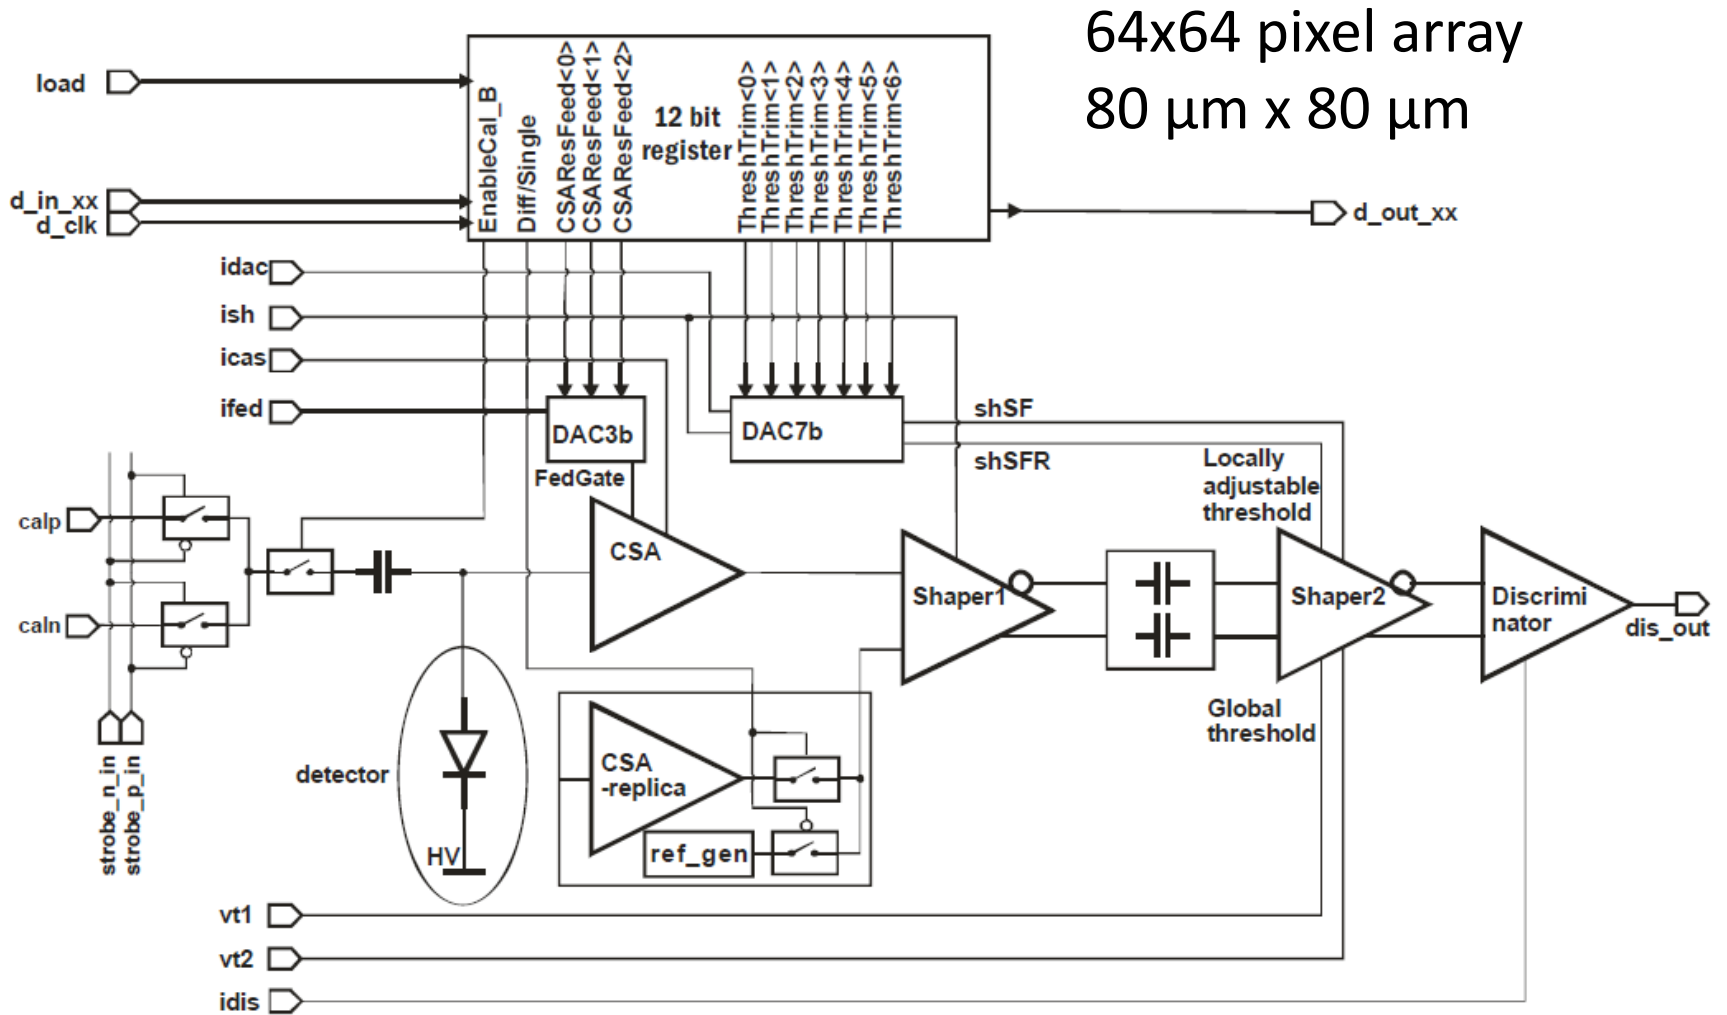 64x64 pixel array
80 µm x 80 µm
load
d_in_xx
d_clk
EnableCal_B
Diff/Single
CSAResFeed<0>
CSAResFeed<1>
CSAResFeed<2>
12 bit
register
ThreshTrim<0>
ThreshTrim<1>
ThreshTrim<2>
ThreshTrim<3>
ThreshTrim<4>
ThreshTrim<5>
ThreshTrim<6>
d_out_xx
idac
ish
icas
ifed
DAC3b
DAC7b
shSF
shSFR
FedGate
Locally
adjustable
threshold
calp
caln
CSA
Shaper1
Shaper2
Discrimi
nator
dis_out
Global
threshold
strobe_n_in
strobe_p_in
detector
HV
CSA
-replica
ref_gen
vt1
vt2
idis